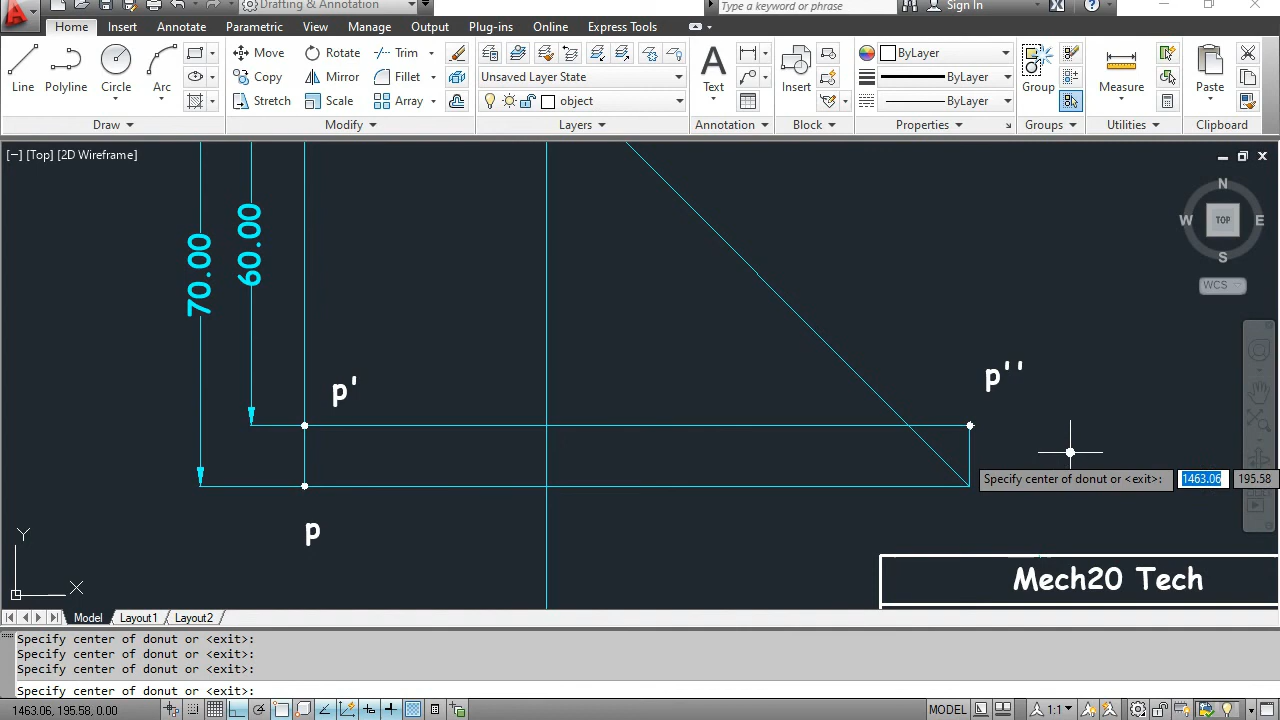 Drafting & Annotation
Type a keyword or phrase
Sign In
Home Insert Annotate Parametric View Manage Output Plug-ins Online Express Tools
Line Polyline Circle Arc
Move Rotate Trim
Copy Mirror Fillet
Stretch Scale Array
Unsaved Layer State
object
Text
Insert
ByLayer
ByLayer
ByLayer
Group
Measure
Paste
Draw Modify Layers Annotation Block Properties Groups Utilities Clipboard
[−] [Top] [2D Wireframe]
N
W TOP E
S
WCS
70.00
60.00
p'
p''
p
Specify center of donut or <exit>: 1463.06 195.58
Y
X
Mech20 Tech
Model Layout1 Layout2
Specify center of donut or <exit>:
Specify center of donut or <exit>:
Specify center of donut or <exit>:
Specify center of donut or <exit>:
1463.06, 195.58, 0.00
MODEL
1:1